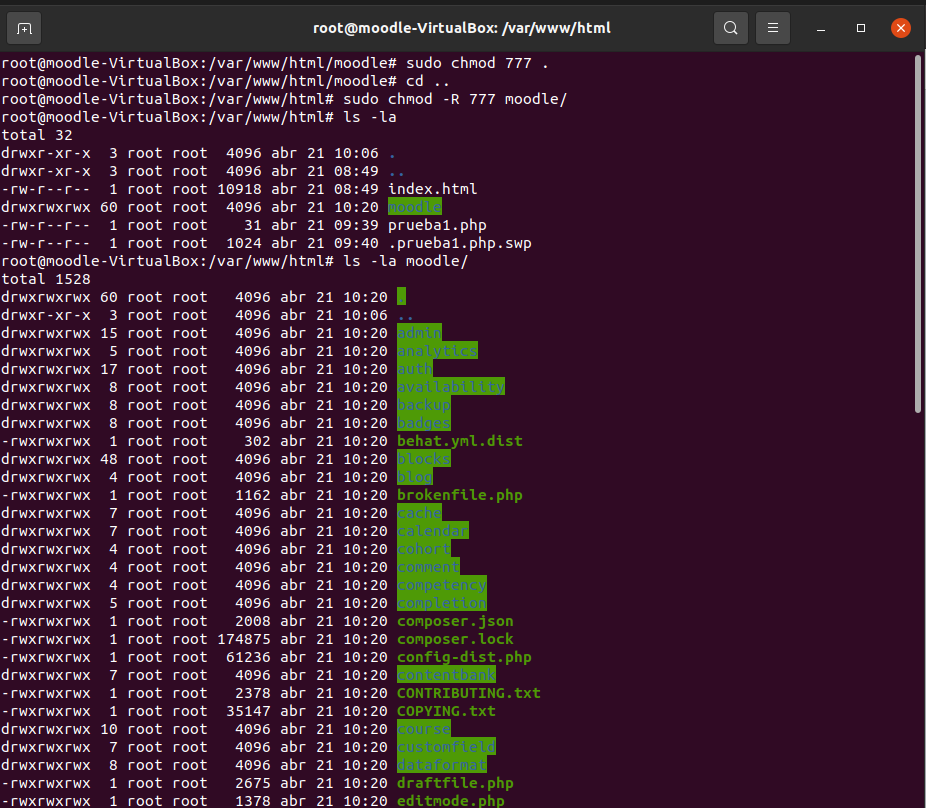 root@moodle-VirtualBox: /var/www/html
root@moodle-VirtualBox:/var/www/html/moodle# sudo chmod 777 .
root@moodle-VirtualBox:/var/www/html/moodle# cd ..
root@moodle-VirtualBox:/var/www/html# sudo chmod -R 777 moodle/
root@moodle-VirtualBox:/var/www/html# ls -la
total 32
drwxr-xr-x  3 root root  4096 abr 21 10:06 .
drwxr-xr-x  3 root root  4096 abr 21 08:49 ..
-rw-r--r--  1 root root 10918 abr 21 08:49 index.html
drwxrwxrwx 60 root root  4096 abr 21 10:20 moodle
-rw-r--r--  1 root root    31 abr 21 09:39 prueba1.php
-rw-r--r--  1 root root  1024 abr 21 09:40 .prueba1.php.swp
root@moodle-VirtualBox:/var/www/html# ls -la moodle/
total 1528
drwxrwxrwx 60 root root   4096 abr 21 10:20 .
drwxr-xr-x  3 root root   4096 abr 21 10:06 ..
drwxrwxrwx 15 root root   4096 abr 21 10:20 admin
drwxrwxrwx  5 root root   4096 abr 21 10:20 analytics
drwxrwxrwx 17 root root   4096 abr 21 10:20 auth
drwxrwxrwx  8 root root   4096 abr 21 10:20 availability
drwxrwxrwx  8 root root   4096 abr 21 10:20 backup
drwxrwxrwx  8 root root   4096 abr 21 10:20 badges
-rwxrwxrwx  1 root root    302 abr 21 10:20 behat.yml.dist
drwxrwxrwx 48 root root   4096 abr 21 10:20 blocks
drwxrwxrwx  4 root root   4096 abr 21 10:20 blog
-rwxrwxrwx  1 root root   1162 abr 21 10:20 brokenfile.php
drwxrwxrwx  7 root root   4096 abr 21 10:20 cache
drwxrwxrwx  7 root root   4096 abr 21 10:20 calendar
drwxrwxrwx  4 root root   4096 abr 21 10:20 cohort
drwxrwxrwx  4 root root   4096 abr 21 10:20 comment
drwxrwxrwx  4 root root   4096 abr 21 10:20 competency
drwxrwxrwx  5 root root   4096 abr 21 10:20 completion
-rwxrwxrwx  1 root root   2008 abr 21 10:20 composer.json
-rwxrwxrwx  1 root root 174875 abr 21 10:20 composer.lock
-rwxrwxrwx  1 root root  61236 abr 21 10:20 config-dist.php
drwxrwxrwx  7 root root   4096 abr 21 10:20 contentbank
-rwxrwxrwx  1 root root   2378 abr 21 10:20 CONTRIBUTING.txt
-rwxrwxrwx  1 root root  35147 abr 21 10:20 COPYING.txt
drwxrwxrwx 10 root root   4096 abr 21 10:20 course
drwxrwxrwx  7 root root   4096 abr 21 10:20 customfield
drwxrwxrwx  8 root root   4096 abr 21 10:20 dataformat
-rwxrwxrwx  1 root root   2675 abr 21 10:20 draftfile.php
-rwxrwxrwx  1 root root   1378 abr 21 10:20 editmode.php